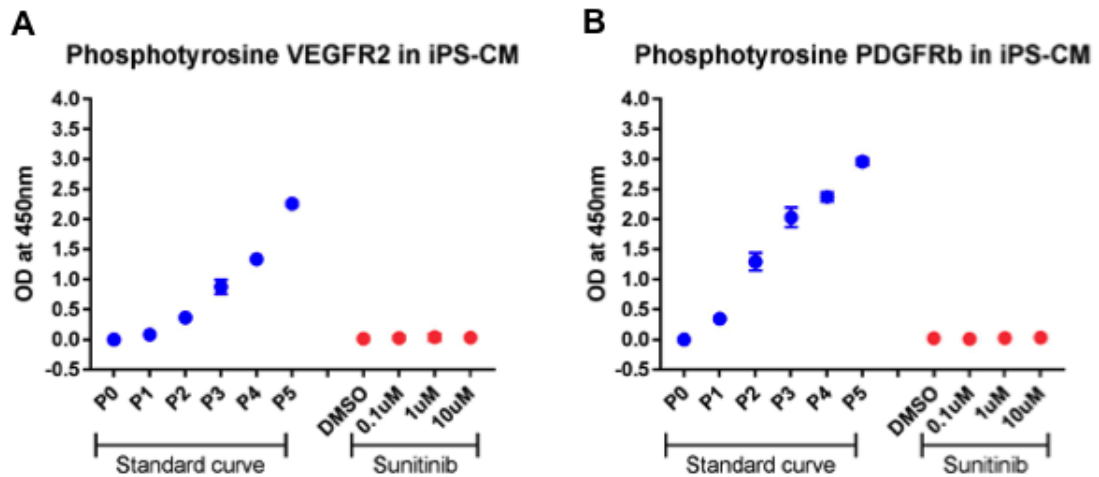 A
Phosphotyrosine VEGFR2 in iPS-CM
OD at 450nm
4.0
3.5
3.0
2.5
2.0
1.5
1.0
0.5
0.0
-0.5
P0
P1
P2
P3
P4
P5
DMSO
0.1uM
1uM
10uM
Standard curve
Sunitinib
B
Phosphotyrosine PDGFRb in iPS-CM
OD at 450nm
4.0
3.5
3.0
2.5
2.0
1.5
1.0
0.5
0.0
-0.5
P0
P1
P2
P3
P4
P5
DMSO
0.1uM
1uM
10uM
Standard curve
Sunitinib